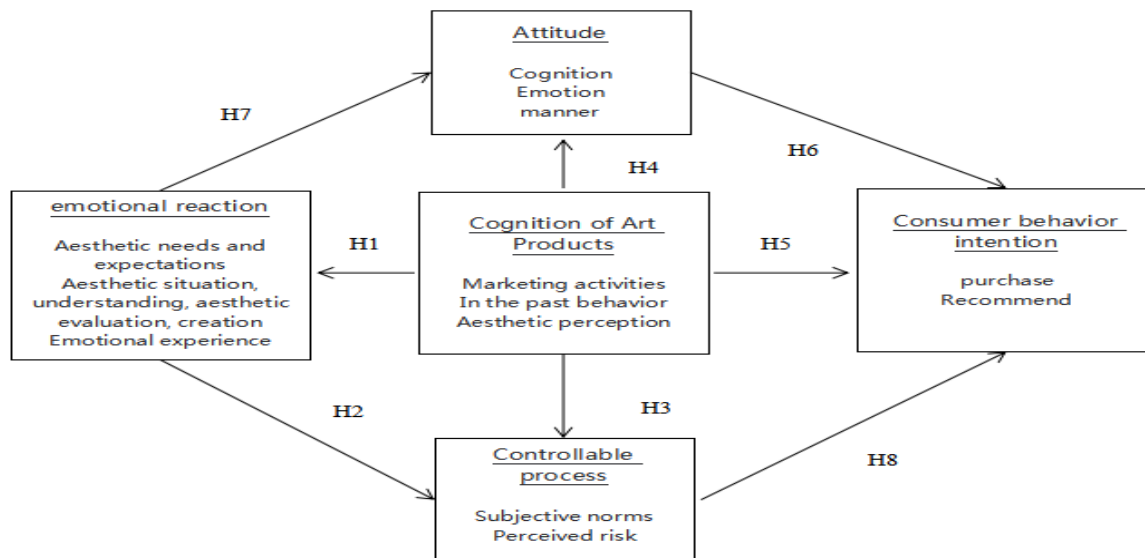 Attitude
Cognition
Emotion
manner
H7
H6
H4
emotional reaction
Aesthetic needs and
expectations
Aesthetic situation,
understanding, aesthetic
evaluation, creation
Emotional experience
H1
Cognition of Art
Products
Marketing activities
In the past behavior
Aesthetic perception
H5
Consumer behavior
intention
purchase
Recommend
H2
H3
H8
Controllable
process
Subjective norms
Perceived risk